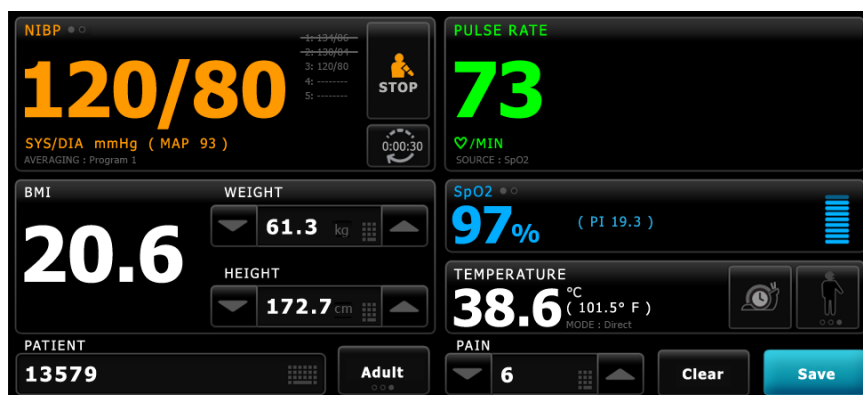 NIBP
1: 134/86
2: 130/84
3: 120/80
4: --------
5: --------
120/80
STOP
SYS/DIA mmHg ( MAP 93 )
AVERAGING : Program 1
0:00:30
PULSE RATE
73
♡/MIN
SOURCE : SpO2
BMI
20.6
WEIGHT
61.3 kg
HEIGHT
172.7 cm
SpO2
97%
( PI 19.3 )
TEMPERATURE
38.6 °C
( 101.5° F )
MODE : Direct
PATIENT
13579
Adult
PAIN
6
Clear
Save